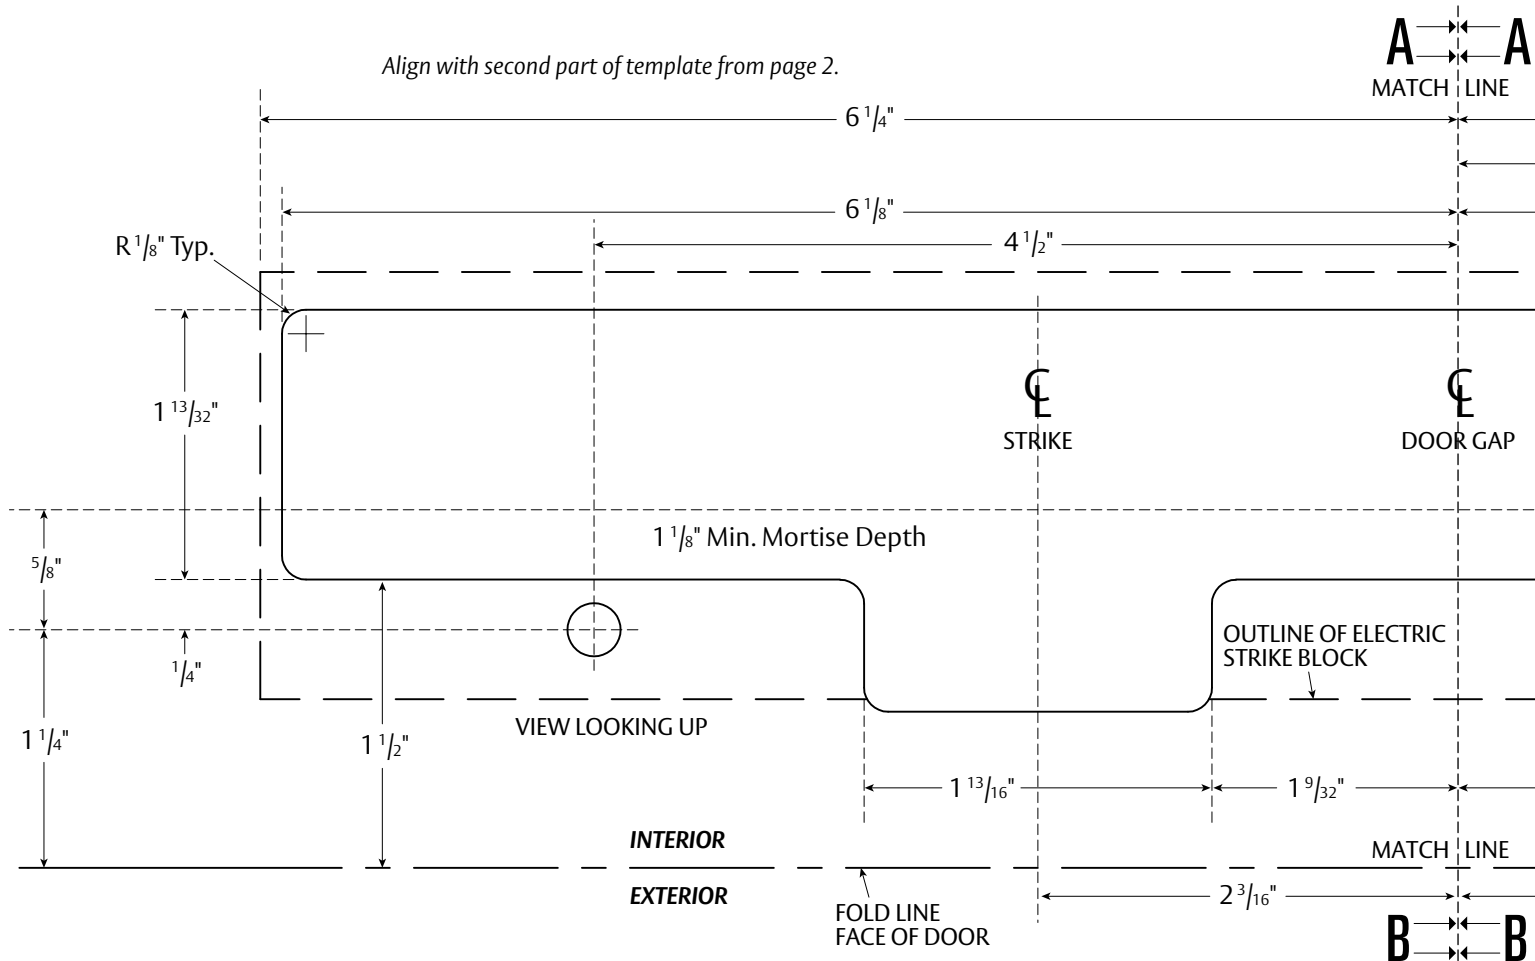 A A
MATCH LINE
Align with second part of template from page 2.
6 1/4"
6 1/8"
4 1/2"
R 1/8" Typ.
1 13/32"
℄ ℄
STRIKE DOOR GAP
1 1/8" Min. Mortise Depth
5/8"
OUTLINE OF ELECTRIC
STRIKE BLOCK
1/4"
VIEW LOOKING UP
1 1/4"
1 1/2"
1 13/16"
1 9/32"
INTERIOR
MATCH LINE
EXTERIOR
2 3/16"
FOLD LINE
FACE OF DOOR
B B